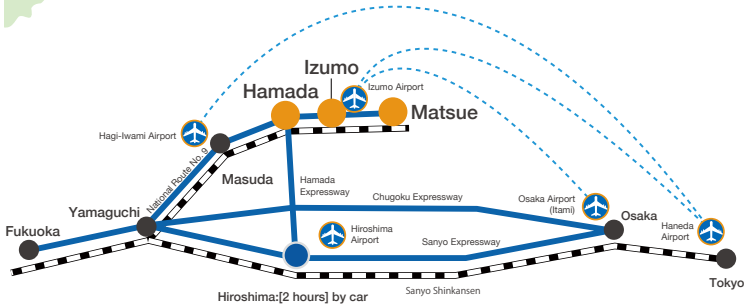 Izumo
Izumo Airport
Hamada
Matsue
Hagi-Iwami Airport
National Route No. 9
Masuda
Hamada
Expressway
Chugoku Expressway
Osaka Airport
(Itami)
Yamaguchi
Osaka
Haneda
Airport
Fukuoka
Hiroshima
Airport
Sanyo Expressway
Tokyo
Sanyo Shinkansen
Hiroshima:[2 hours] by car